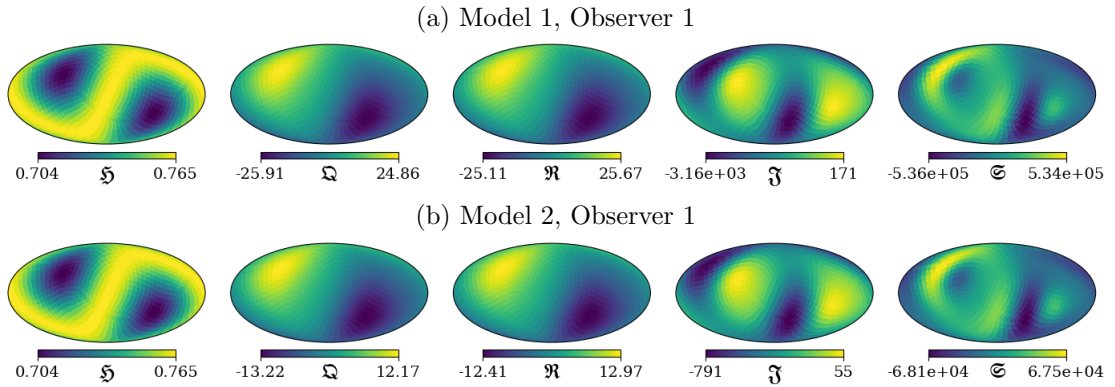 (a) Model 1, Observer 1
0.704 ℌ 0.765 -25.91 𝔔 24.86 -25.11 ℜ 25.67 -3.16e+03 𝔍 171 -5.36e+05 𝔖 5.34e+05
(b) Model 2, Observer 1
0.704 ℌ 0.765 -13.22 𝔔 12.17 -12.41 ℜ 12.97 -791 𝔍 55 -6.81e+04 𝔖 6.75e+04